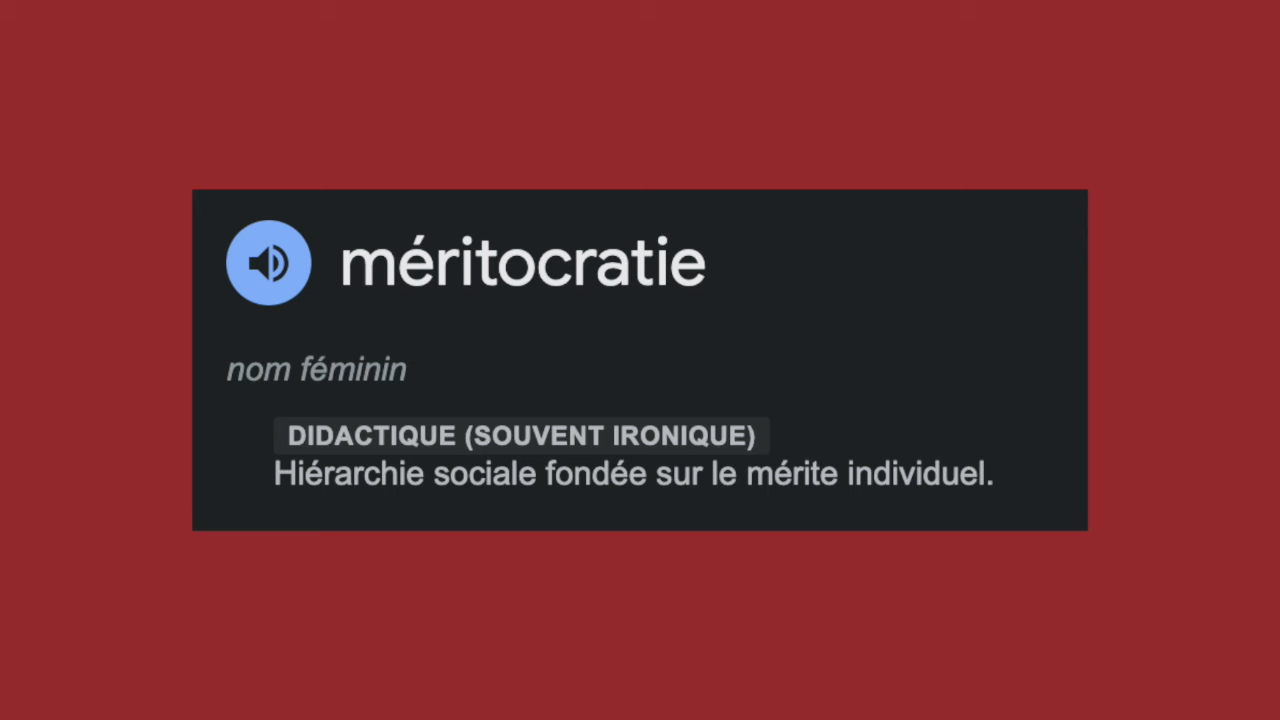 méritocratie
nom féminin
DIDACTIQUE (SOUVENT IRONIQUE)
Hiérarchie sociale fondée sur le mérite individuel.